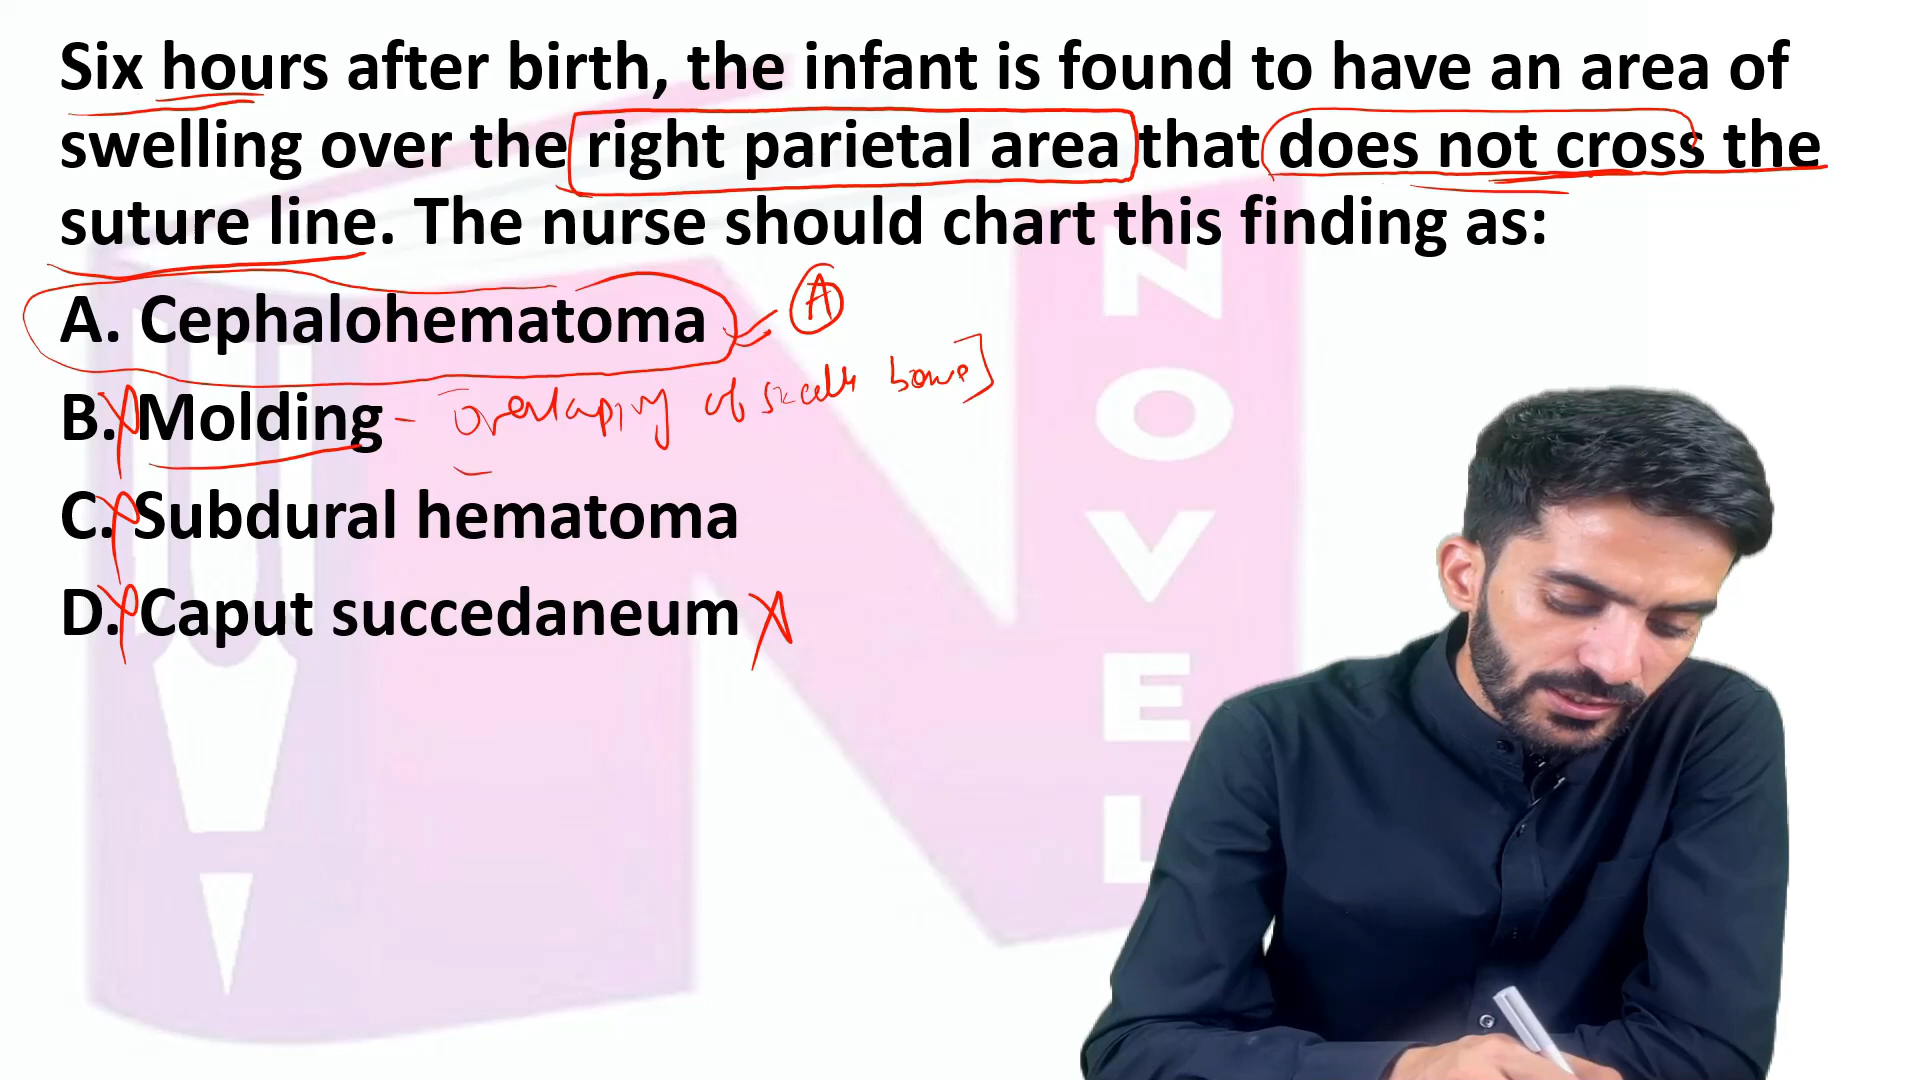 Six hours after birth, the infant is found to have an area of
swelling over the right parietal area that does not cross the
suture line. The nurse should chart this finding as:
A. Cephalohematoma
A
B. Molding - overlaping of skull bones]
C. Subdural hematoma
D. Caput succedaneum
NOVEL